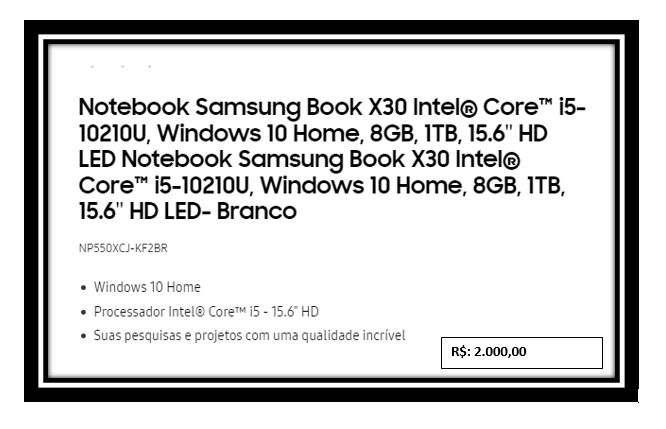 Notebook Samsung Book X30 Intel® Core™ i5-
10210U, Windows 10 Home, 8GB, 1TB, 15.6" HD
LED Notebook Samsung Book X30 Intel®
Core™ i5-10210U, Windows 10 Home, 8GB, 1TB,
15.6" HD LED- Branco
NP550XCJ-KF2BR
• Windows 10 Home
• Processador Intel® Core™ i5 - 15.6" HD
• Suas pesquisas e projetos com uma qualidade incrível
R$: 2.000,00